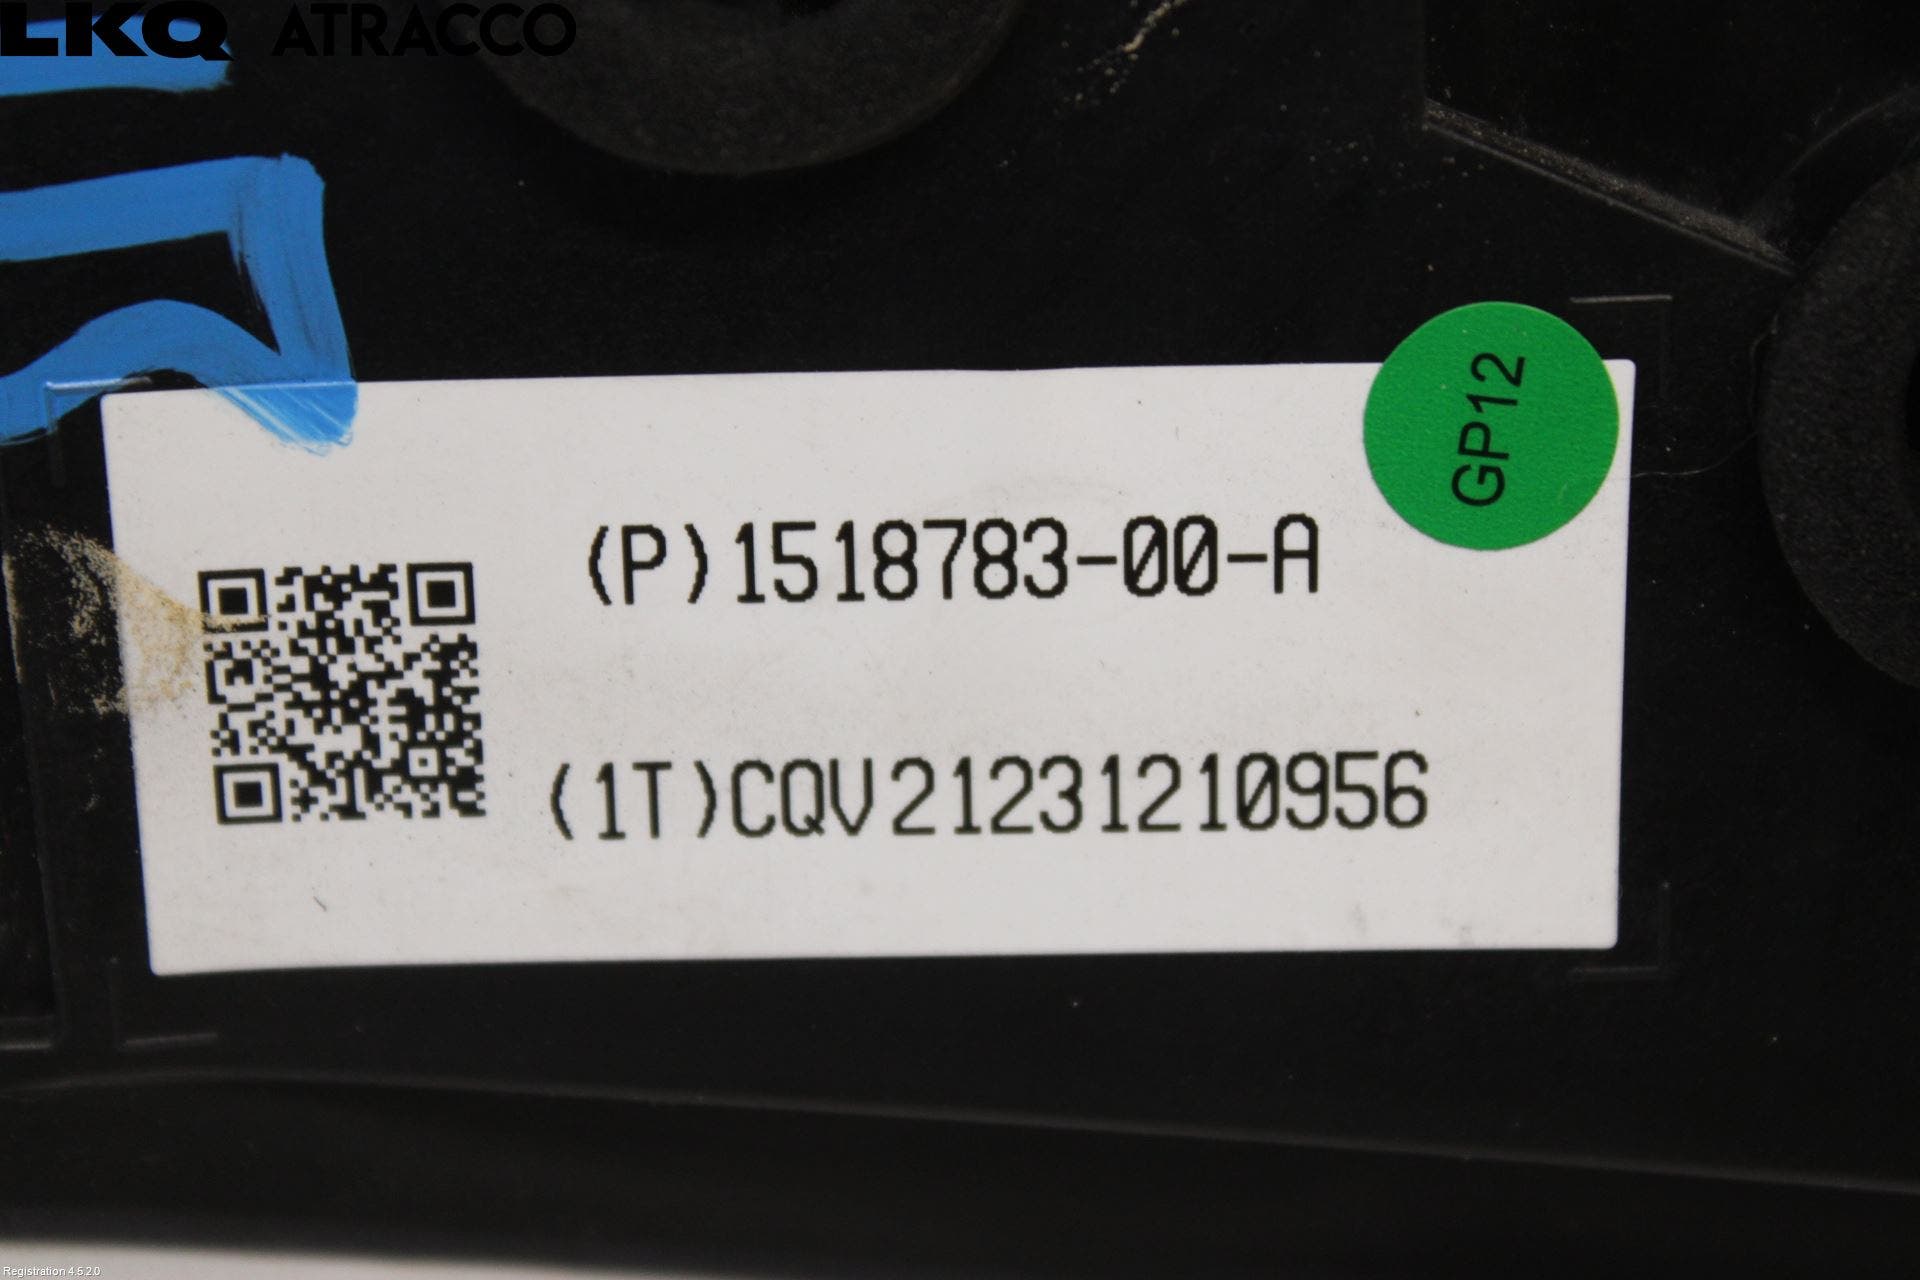 LKQ ATRACCO
GP12
(P)1518783-00-A
(1T)CQV21231210956
Registration 4.5.2.0